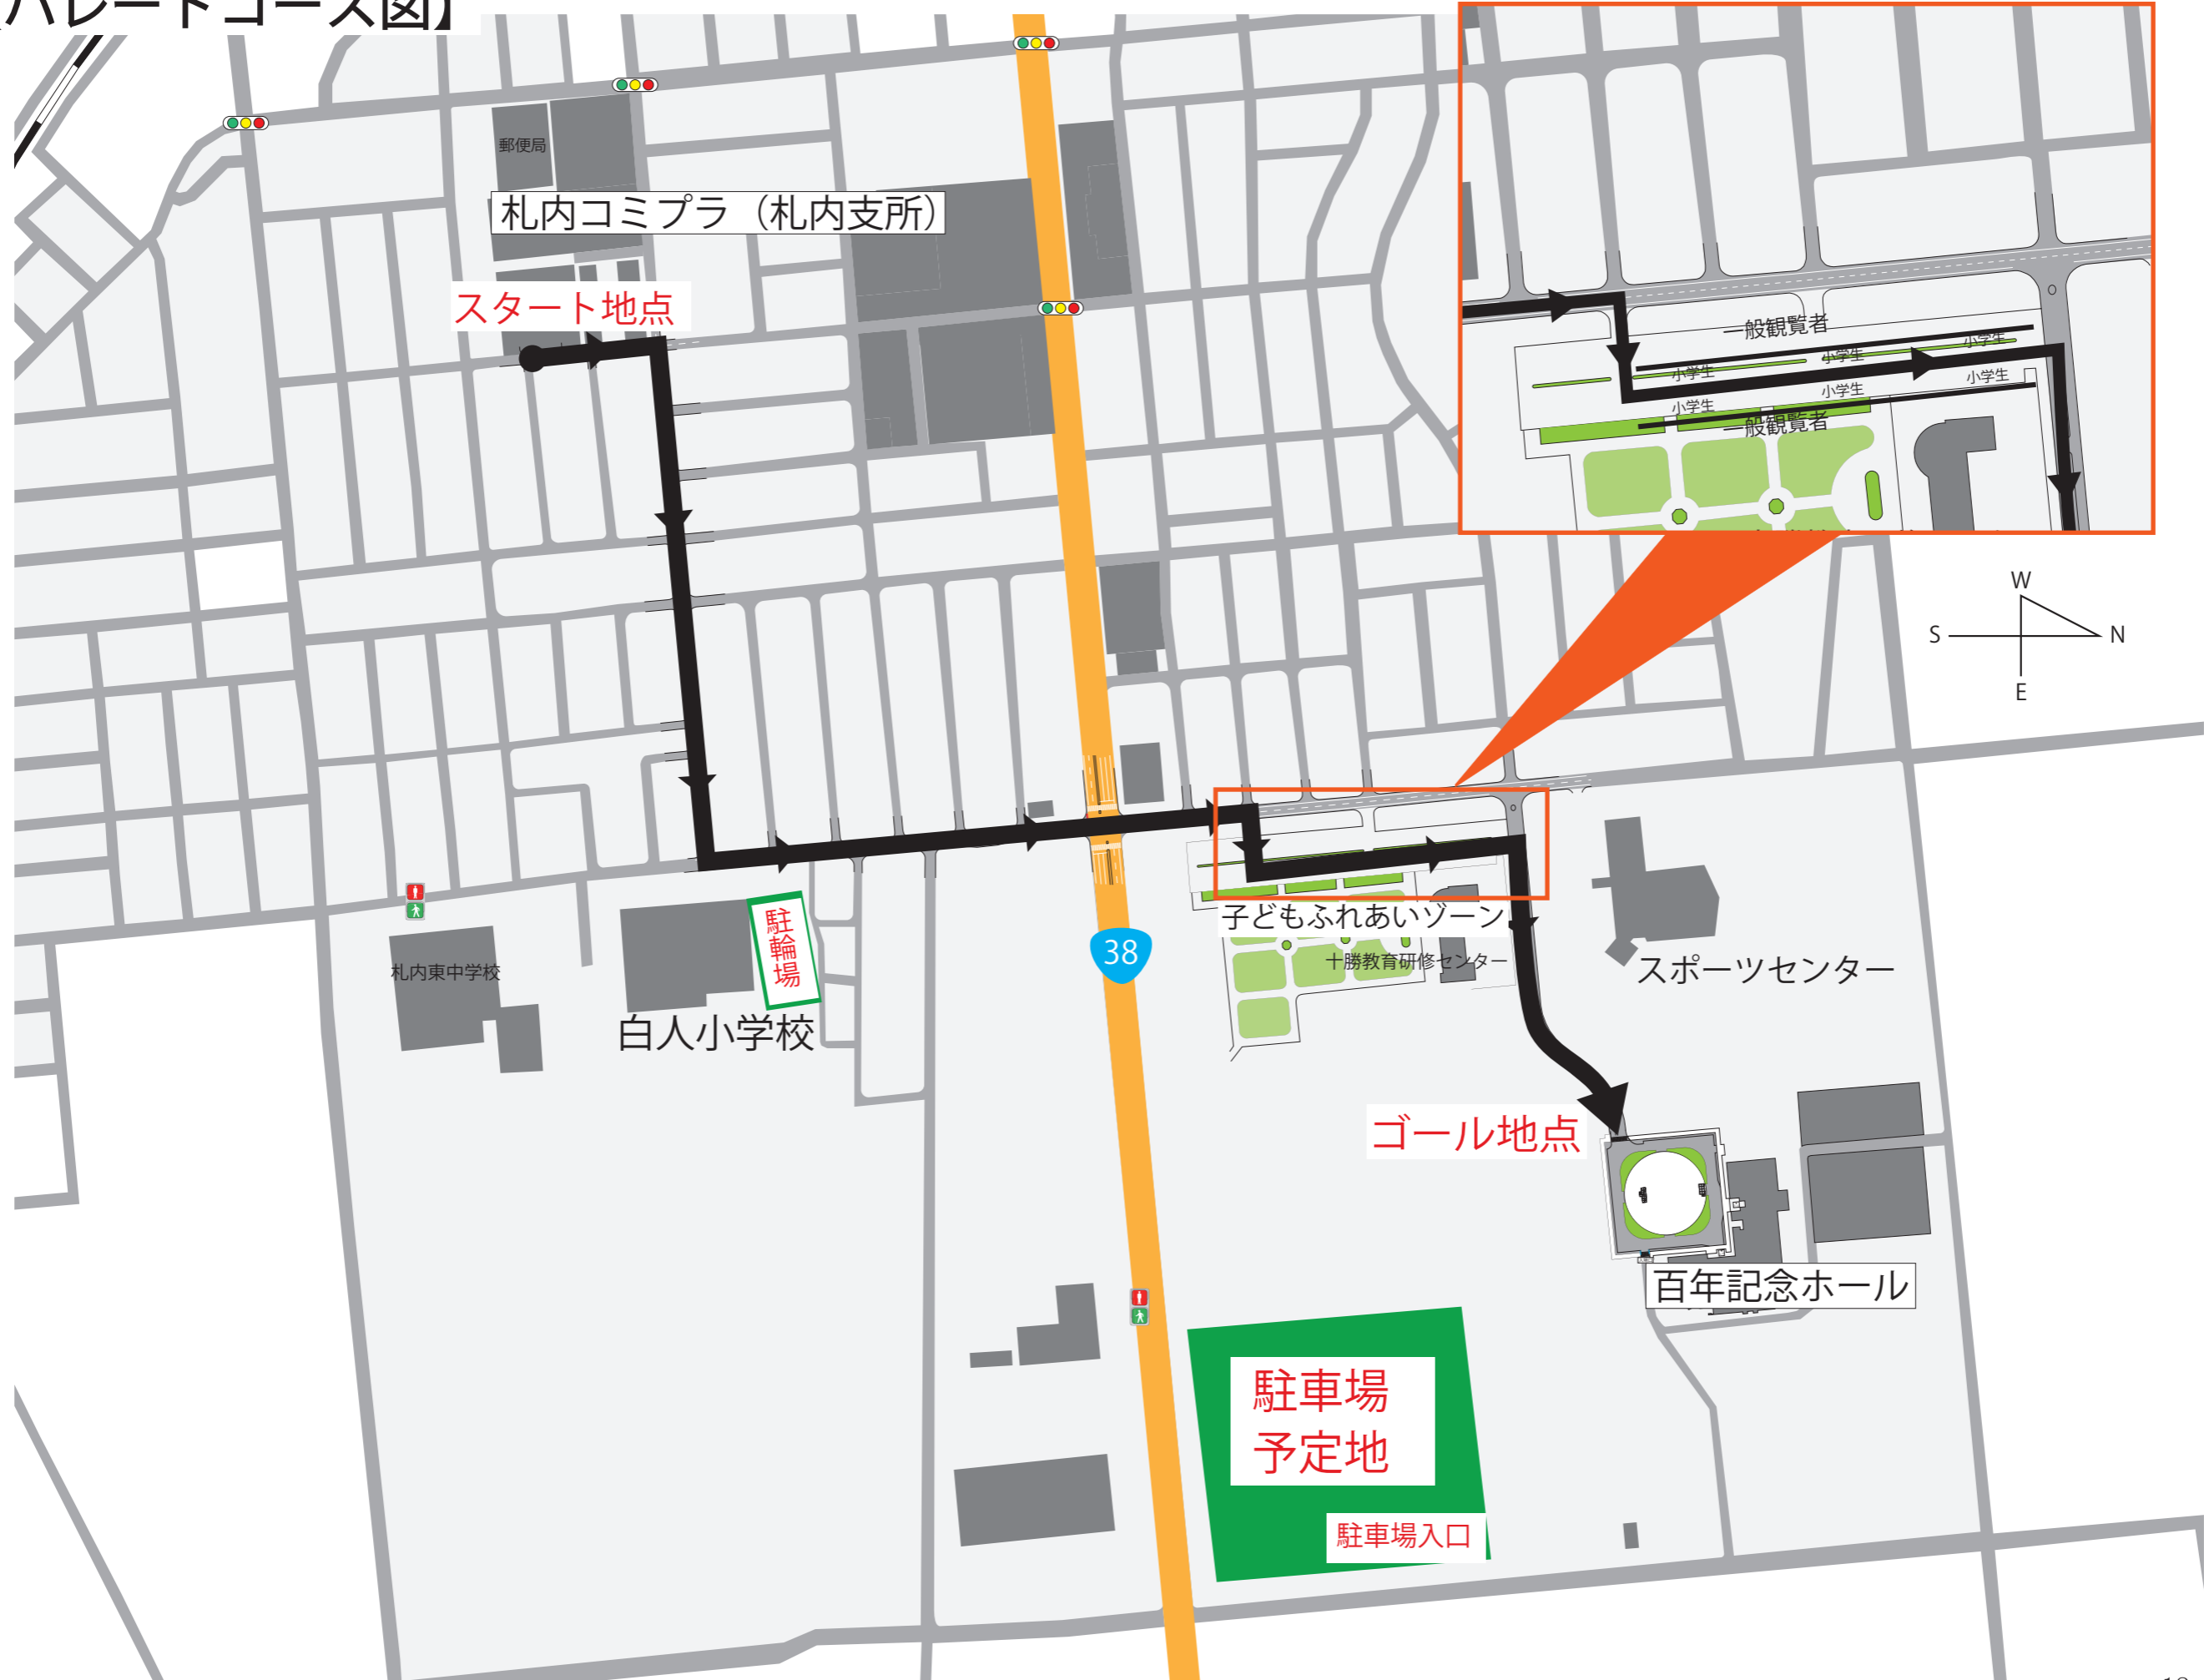 パレードコース図】
郵便局
札内コミプラ（札内支所）
スタート地点
一般観覧者
小学生
小学生
小学生
小学生
小学生
小学生
一般観覧者
W
S
N
E
子どもふれあいゾーン
十勝教育研修センター
スポーツセンター
駐輪場
札内東中学校
白人小学校
38
ゴール地点
百年記念ホール
駐車場
予定地
駐車場入口